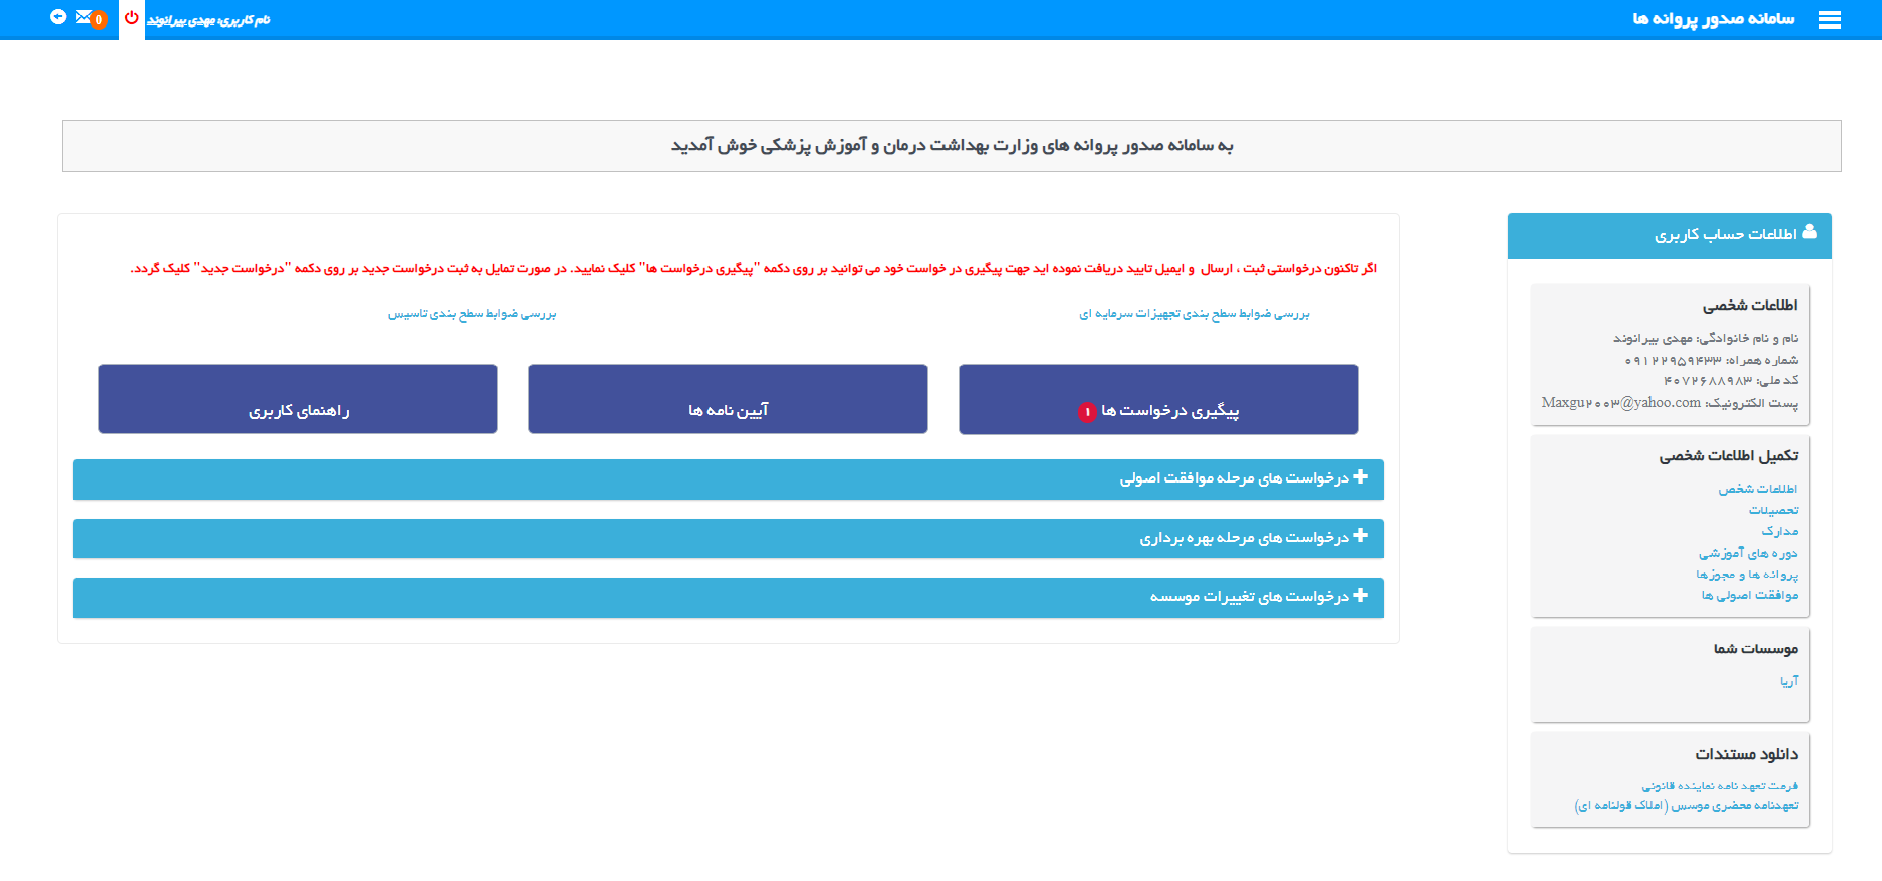 سامانه صدور پروانه ها
نام کاربری: مهدی بیرانوند
0
به سامانه صدور پروانه های وزارت بهداشت درمان و آموزش پزشکی خوش آمدید
اطلاعات حساب کاربری
اطلاعات شخصی
نام و نام خانوادگی: مهدی بیرانوند
شماره همراه: ۰۹۱۲۲۹۵۹۴۳۳
کد ملی: ۴۰۷۲۶۸۸۹۸۳
پست الکترونیک: Maxgu۲۰۰۳@yahoo.com
تکمیل اطلاعات شخصی
اطلاعات شخص
تحصیلات
مدارک
دوره های آموزشی
پروانه ها و مجوزها
موافقت اصولی ها
موسسات شما
آریا
دانلود مستندات
فرمت تعهد نامه نماینده قانونی
تعهدنامه محضری موسس (املاک قولنامه ای)
اگر تاکنون درخواستی ثبت ، ارسال و ایمیل تایید دریافت نموده اید جهت پیگیری در خواست خود می توانید بر روی دکمه "پیگیری درخواست ها" کلیک نمایید. در صورت تمایل به ثبت درخواست جدید بر روی دکمه "درخواست جدید" کلیک گردد.
بررسی ضوابط سطح بندی تجهیزات سرمایه ای
بررسی ضوابط سطح بندی تاسیس
پیگیری درخواست ها ۱
آیین نامه ها
راهنمای کاربری
درخواست های مرحله موافقت اصولی
درخواست های مرحله بهره برداری
درخواست های تغییرات موسسه